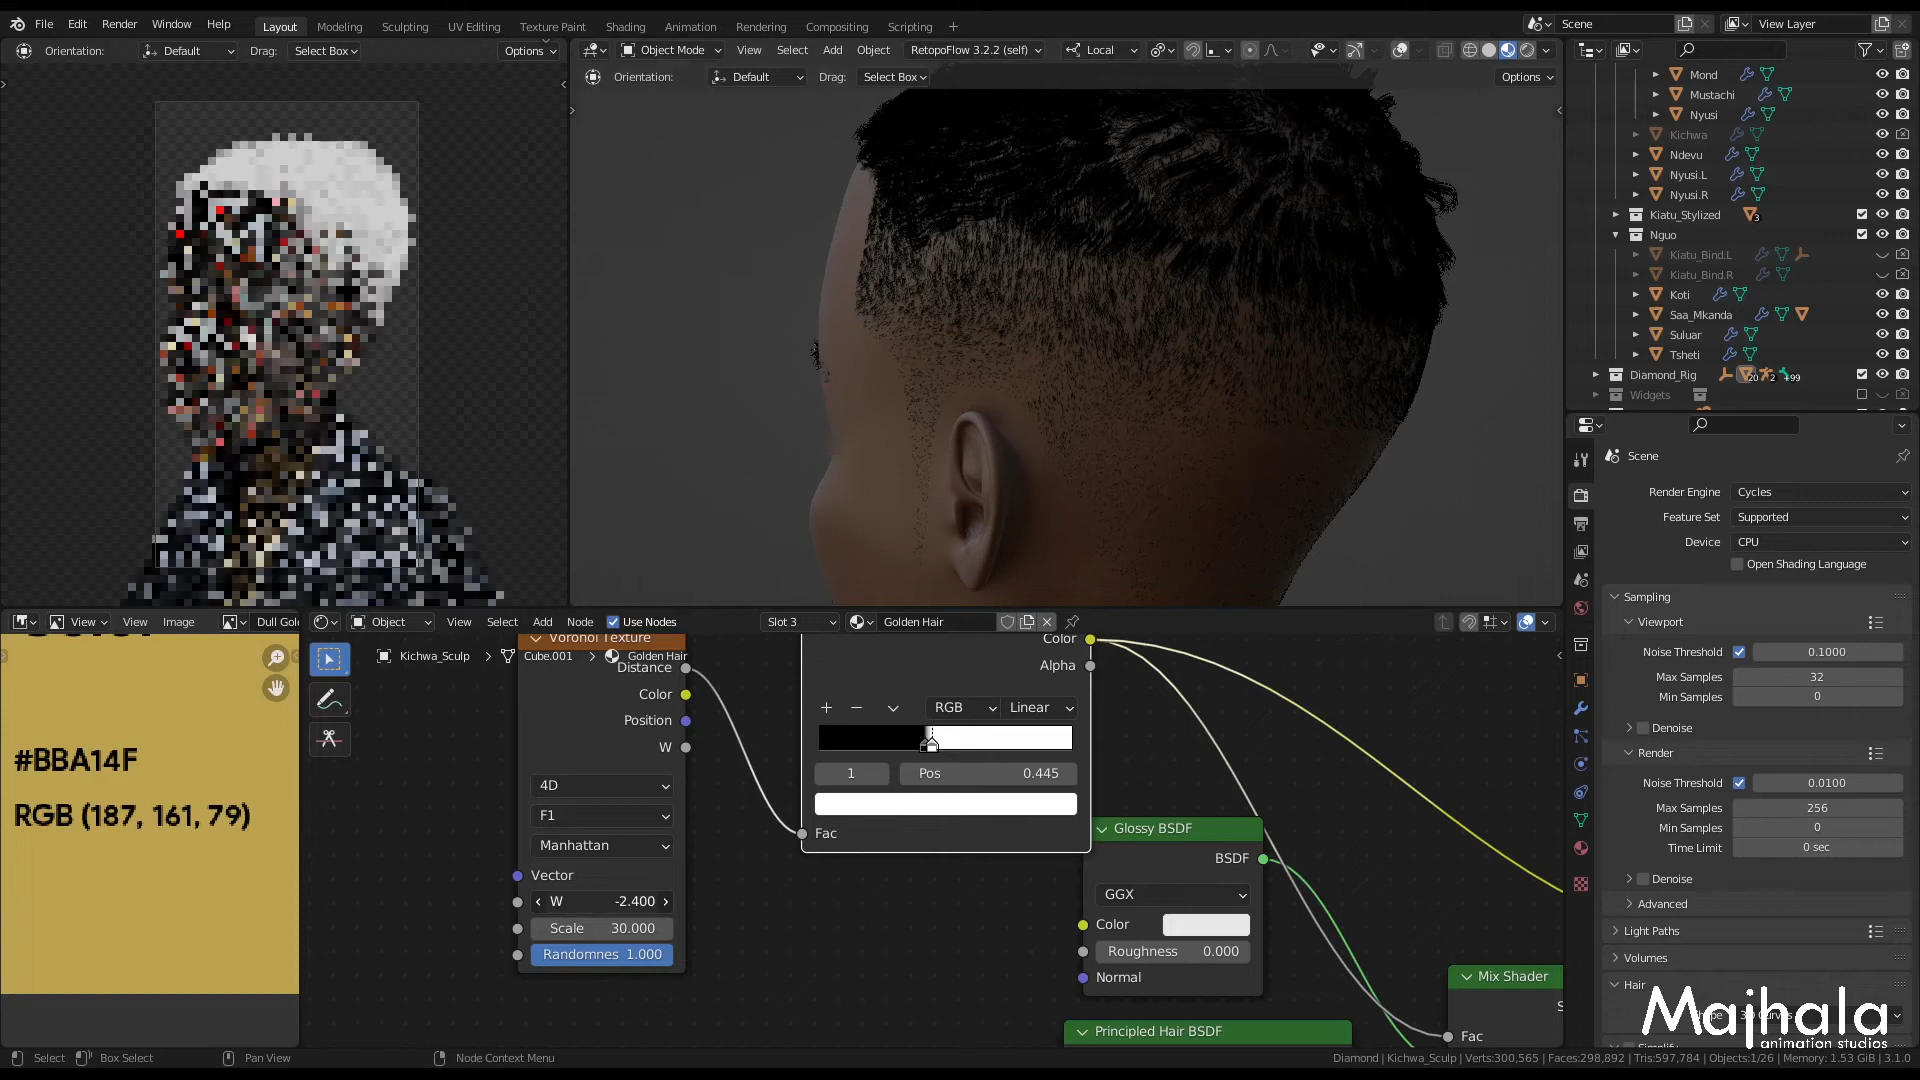 File Edit Render Window Help Layout Modeling Sculpting UV Editing Texture Paint Shading Animation Rendering Compositing Scripting + Scene View Layer
Orientation: Default Drag: Select Box Options
Object Mode View Select Add Object RetopoFlow 3.2.2 (self) Local
Orientation: Default Drag: Select Box Options
Mond
Mustachi
Nyusi
Kichwa
Ndevu
Nyusi.L
Nyusi.R
Kiatu_Stylized 3
Nguo
Kiatu_Bind.L
Kiatu_Bind.R
Koti
Saa_Mkanda
Suluar
Tsheti
Diamond_Rig 20 2 +99
Widgets
Scene
Render Engine Cycles
Feature Set Supported
Device CPU
Open Shading Language
Sampling
Viewport
Noise Threshold 0.1000
Max Samples 32
Min Samples 0
Denoise
Render
Noise Threshold 0.0100
Max Samples 256
Min Samples 0
Time Limit 0 sec
Denoise
Advanced
Light Paths
Volumes
Hair
View View Image Dull Gol
#BBA14F
RGB (187, 161, 79)
Object View Select Add Node Use Nodes Slot 3 Golden Hair
Kichwa_Sculp > Cube.001 > Golden Hair
Voronoi Texture
Distance
Color
Position
W
4D
F1
Manhattan
Vector
W -2.400
Scale 30.000
Randomnes 1.000
Color
Alpha
RGB Linear
1 Pos 0.445
Fac
Glossy BSDF
BSDF
GGX
Color
Roughness 0.000
Normal
Principled Hair BSDF
Mix Shader
Fac
Majhala
animation studios
Select Box Select Pan View Node Context Menu
Diamond | Kichwa_Sculp | Verts:300,565 | Faces:298,892 | Tris:597,784 | Objects:1/26 | Memory: 1.53 GiB | 3.1.0